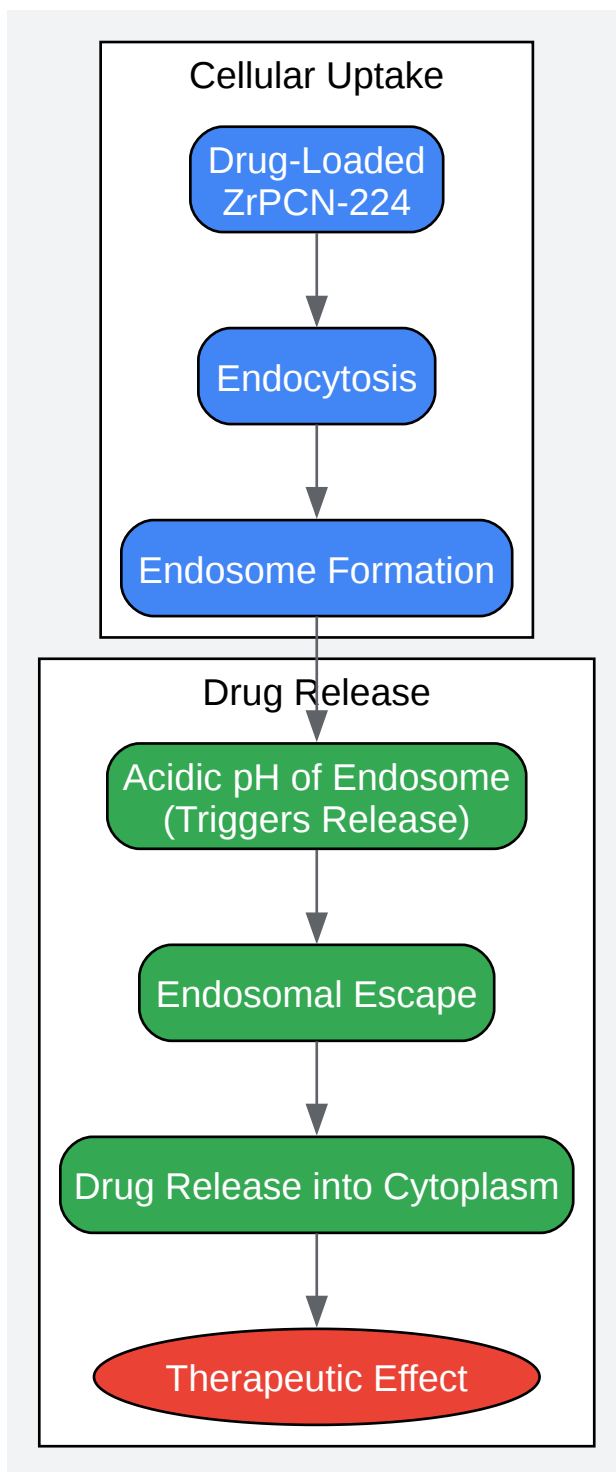 Cellular Uptake
Drug-Loaded
ZrPCN-224
Endocytosis
Endosome Formation
Drug Release
Acidic pH of Endosome
(Triggers Release)
Endosomal Escape
Drug Release into Cytoplasm
Therapeutic Effect